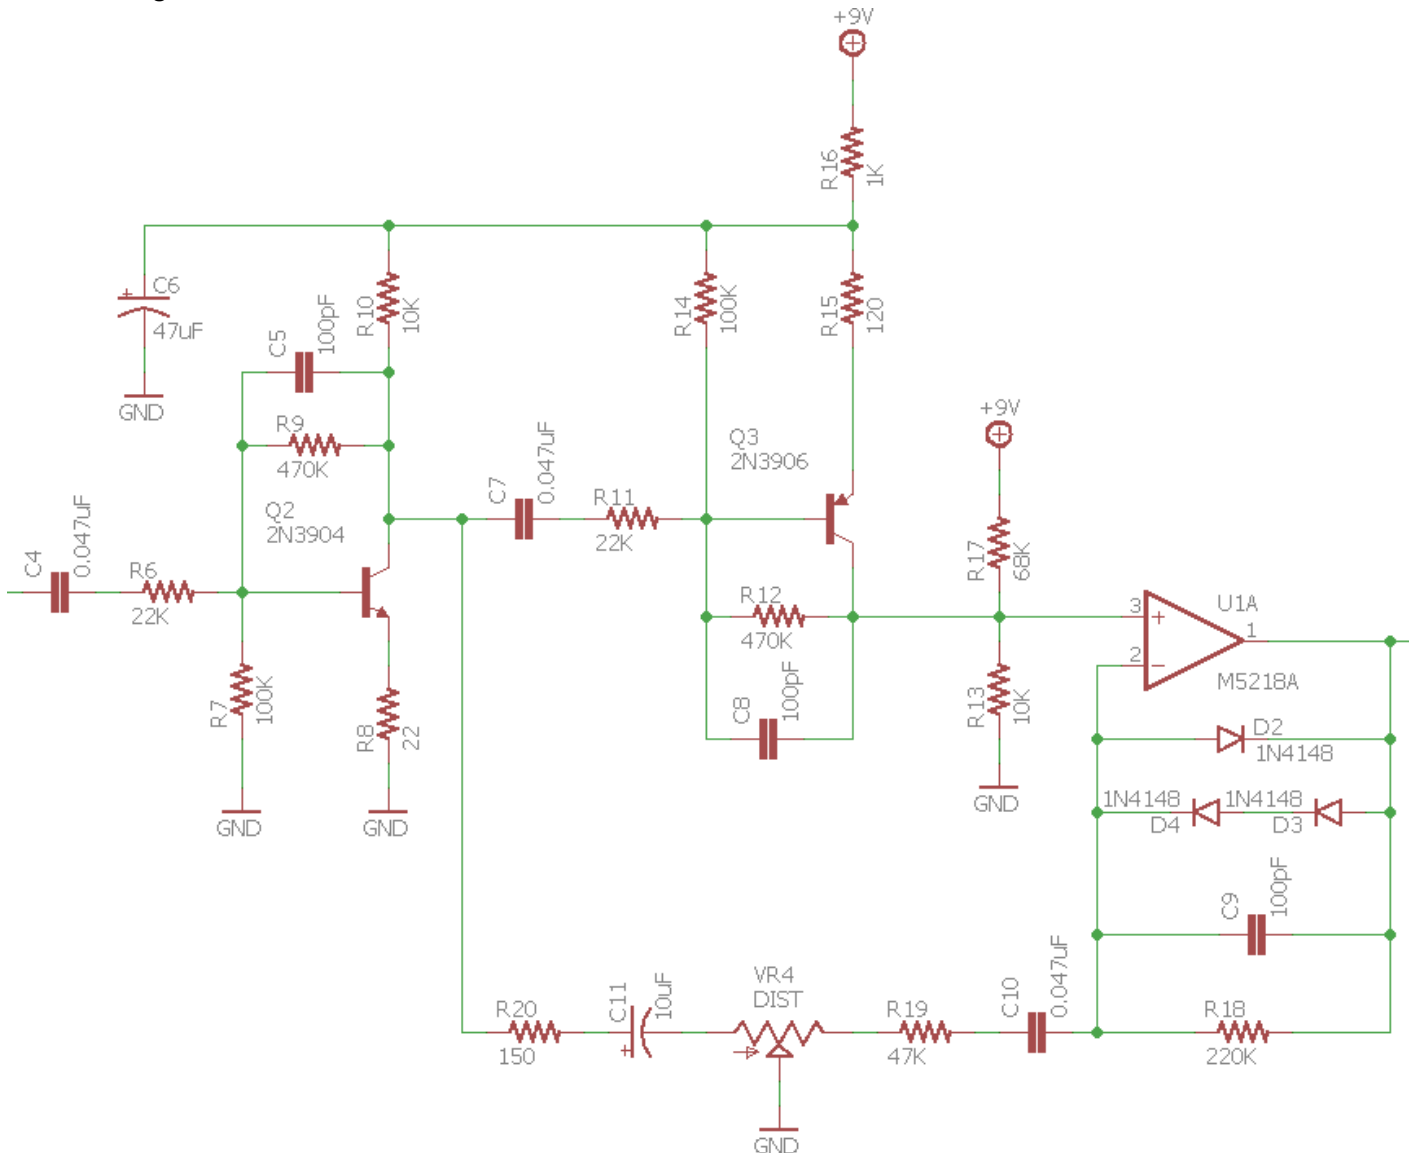 +9V
R16
1K
C6
47uF
GND
R10
10K
C5
100pF
R9
470K
R14
100K
R15
120
+9V
Q3
2N3906
C7
0.047uF
R11
22K
Q2
2N3904
C4
0.047uF
R6
22K
R17
68K
R12
470K
C8
100pF
3
+
2
−
1
U1A
M5218A
R7
100K
R8
22
R13
10K
GND
D2
1N4148
1N4148
D4
1N4148
D3
GND
GND
C9
100pF
R20
150
C11
10uF
+
VR4
DIST
R19
47K
C10
0.047uF
R18
220K
GND